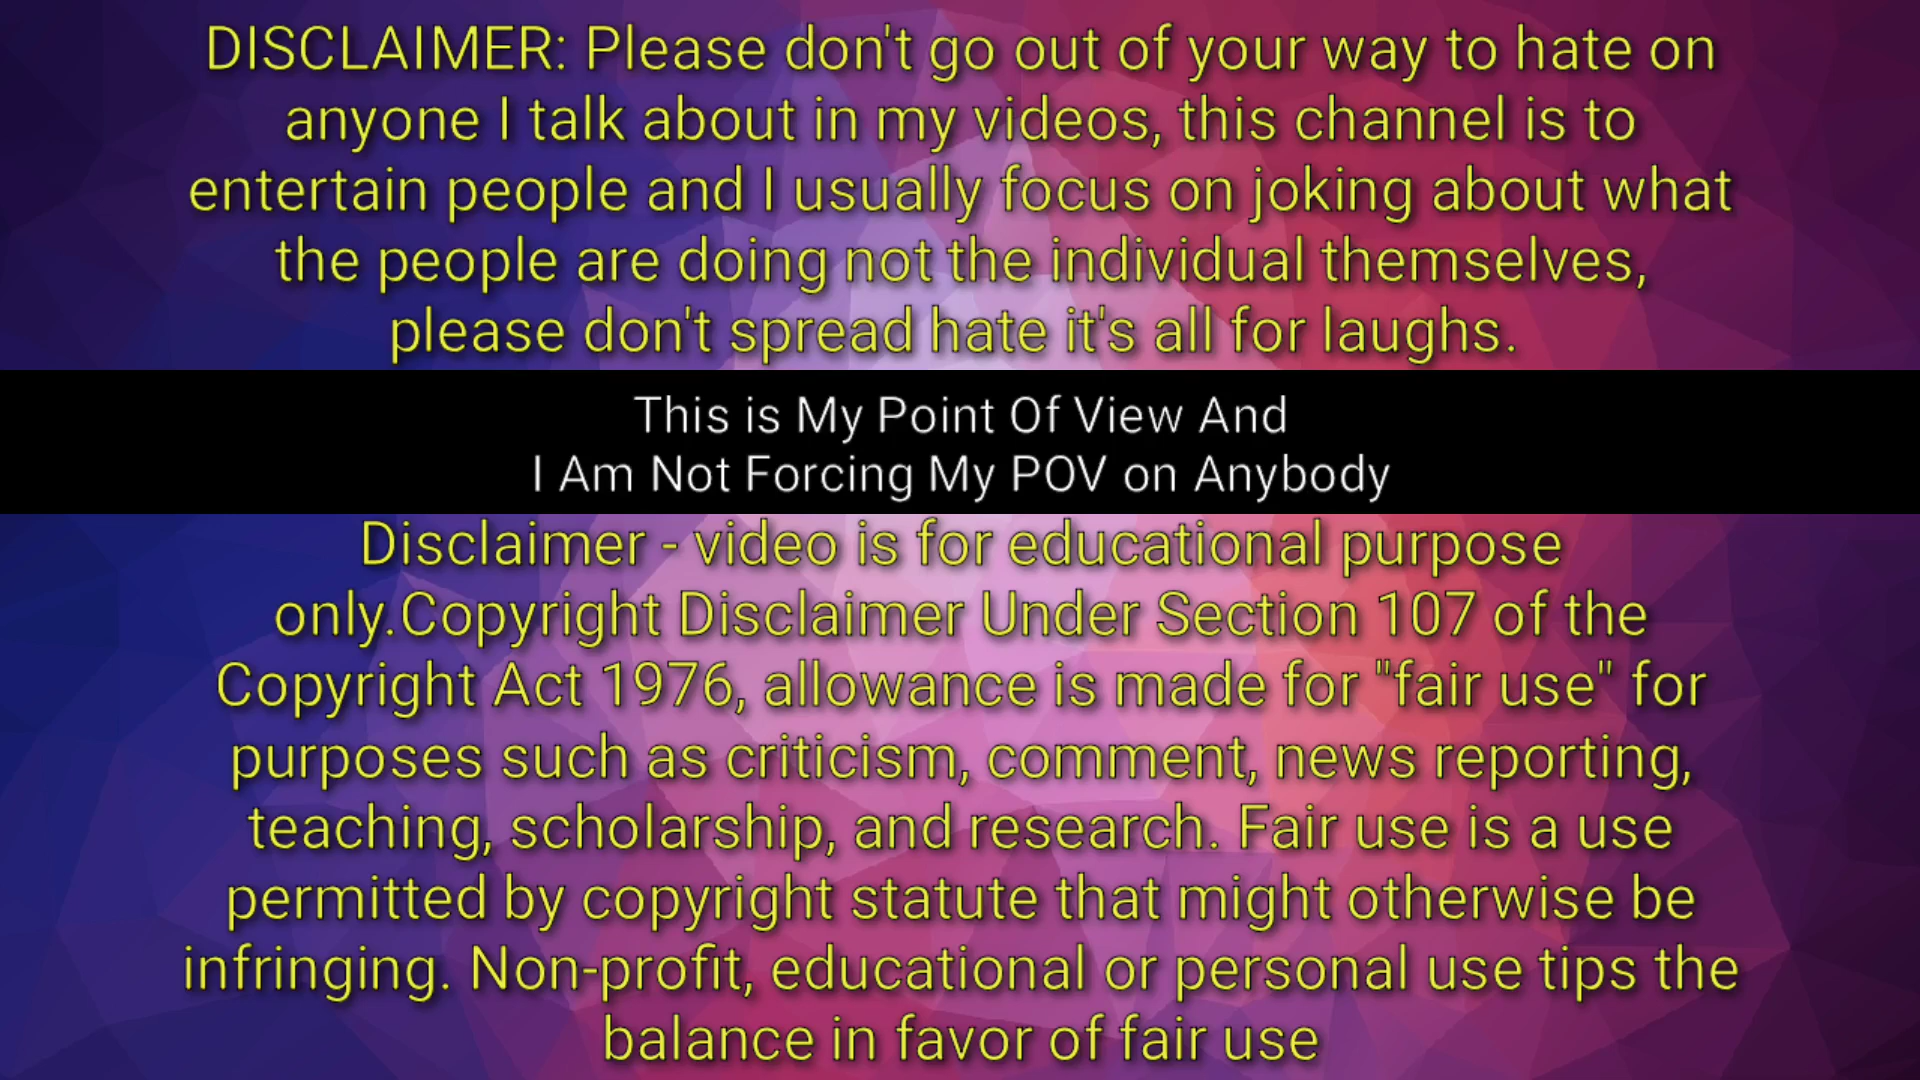 DISCLAIMER: Please don't go out of your way to hate on
anyone I talk about in my videos, this channel is to
entertain people and I usually focus on joking about what
the people are doing not the individual themselves,
please don't spread hate it's all for laughs.
This is My Point Of View And
I Am Not Forcing My POV on Anybody
Disclaimer - video is for educational purpose
only.Copyright Disclaimer Under Section 107 of the
Copyright Act 1976, allowance is made for "fair use" for
purposes such as criticism, comment, news reporting,
teaching, scholarship, and research. Fair use is a use
permitted by copyright statute that might otherwise be
infringing. Non-profit, educational or personal use tips the
balance in favor of fair use